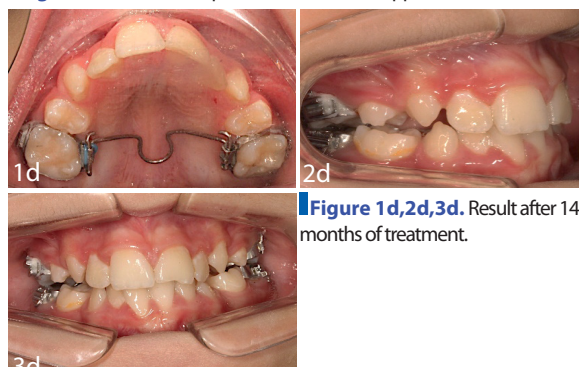 1d
2d
Figure 1d,2d,3d. Result after 14
months of treatment.
3d